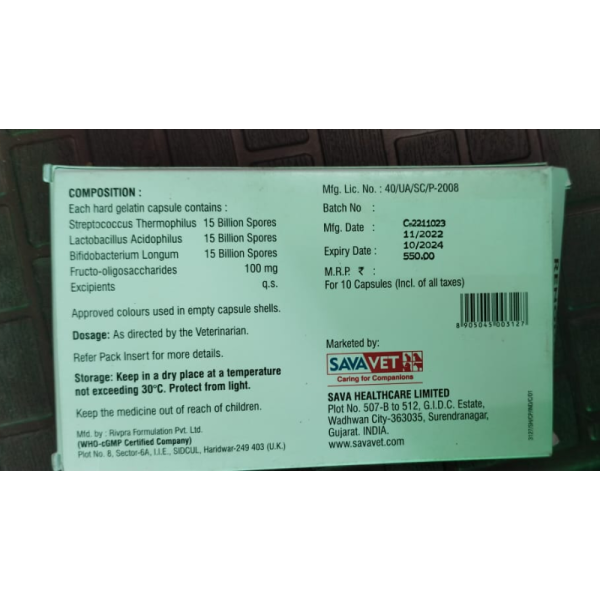 COMPOSITION :
Each hard gelatin capsule contains :
Streptococcus Thermophilus 15 Billion Spores
Lactobacillus Acidophilus 15 Billion Spores
Bifidobacterium Longum 15 Billion Spores
Fructo-oligosaccharides 100 mg
Excipients q.s.
Approved colours used in empty capsule shells.
Dosage: As directed by the Veterinarian.
Refer Pack Insert for more details.
Storage: Keep in a dry place at a temperature
not exceeding 30°C. Protect from light.
Keep the medicine out of reach of children.
Mfd. by : Rivpra Formulation Pvt. Ltd.
(WHO-cGMP Certified Company)
Plot No. 8, Sector-6A, I.I.E., SIDCUL, Haridwar-249 403 (U.K.)
Mfg. Lic. No. : 40/UA/SC/P-2008
Batch No :
Mfg. Date : 
Expiry Date :
M.R.P. ₹ :
11/2022
10/2024
550.00
For 10 Capsules (Incl. of all taxes)
8 905045 003127
Marketed by:
SAVAVET
Caring for Companions
SAVA HEALTHCARE LIMITED
Plot No. 507-B to 512, G.I.D.C. Estate,
Wadhwan City-363035, Surendranagar,
Gujarat. INDIA.
www.savavet.com